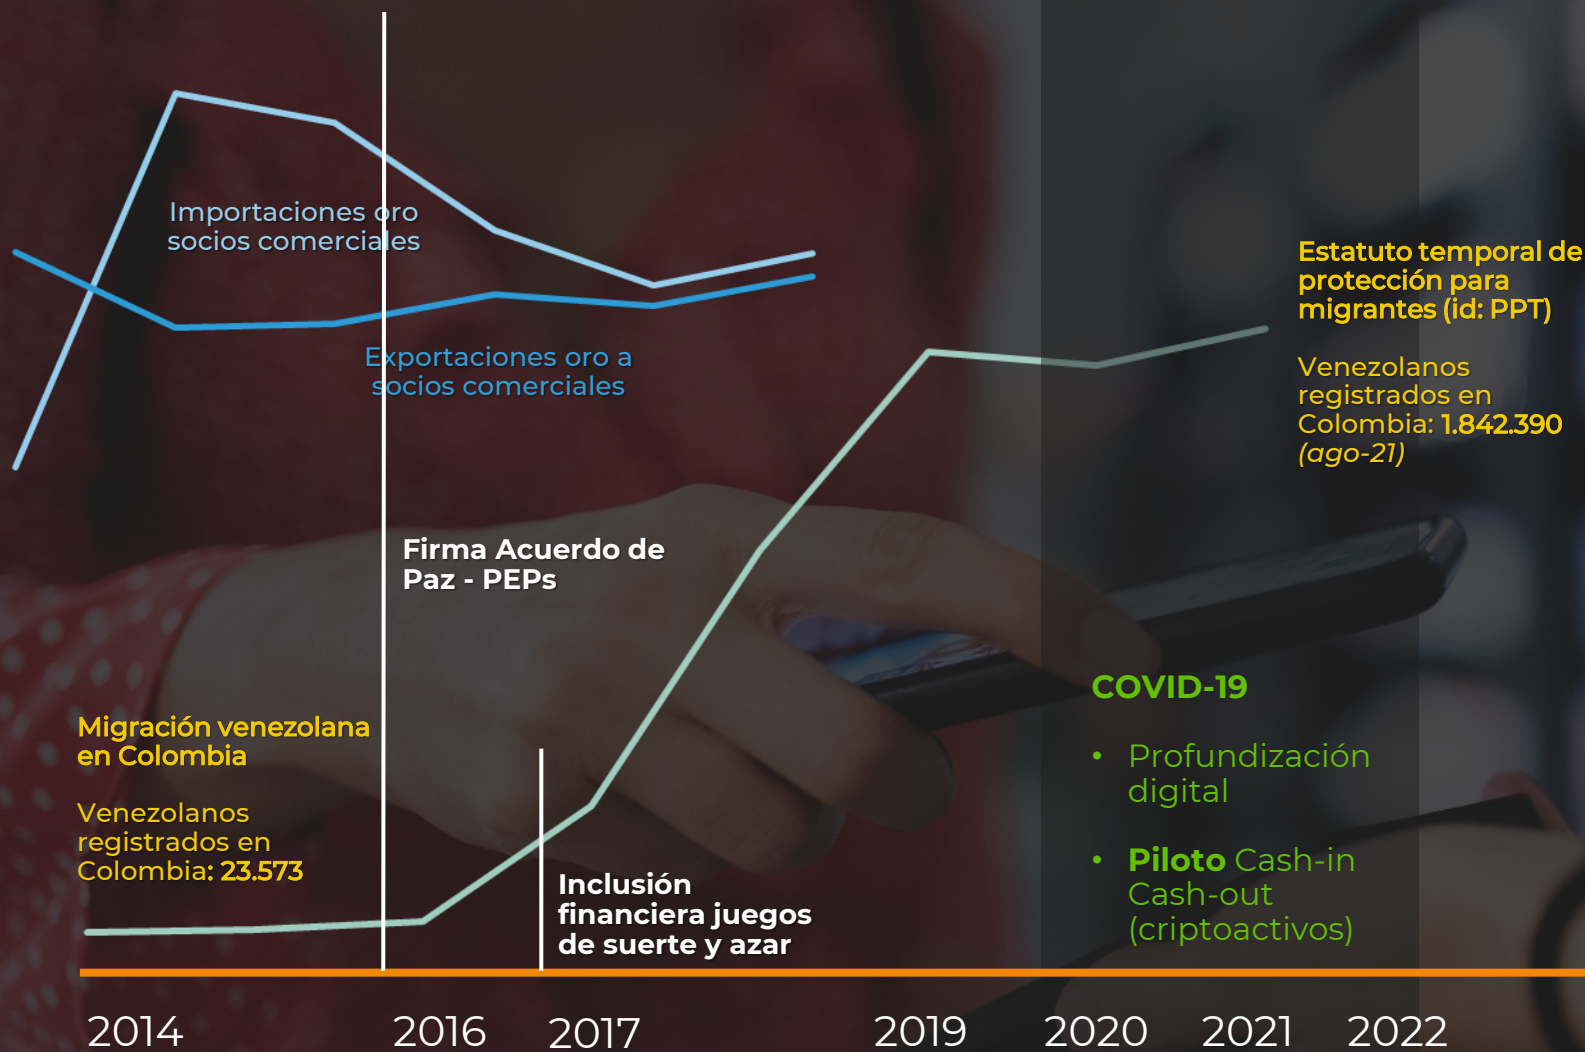 Importaciones oro
socios comerciales
Exportaciones oro a
socios comerciales
Estatuto temporal de
protección para
migrantes (id: PPT)
Venezolanos
registrados en
Colombia: 1.842.390
(ago-21)
Firma Acuerdo de
Paz - PEPs
Migración venezolana
en Colombia
Venezolanos
registrados en
Colombia: 23.573
Inclusión
financiera juegos
de suerte y azar
COVID-19
• Profundización
digital
• Piloto Cash-in
Cash-out
(criptoactivos)
2014 2016 2017 2019 2020 2021 2022